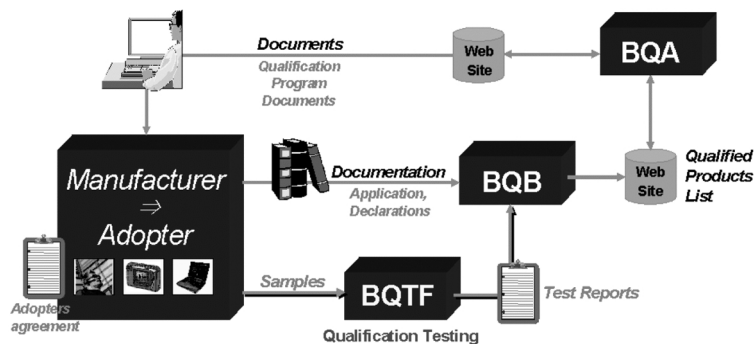 Documents
Qualification
Program
Documents
Web
Site
BQA
Manufacturer
⇒
Adopter
Adopters
agreement
Documentation
Application,
Declarations
BQB
Web
Site
Qualified
Products
List
Samples
BQTF
Qualification Testing
Test Reports